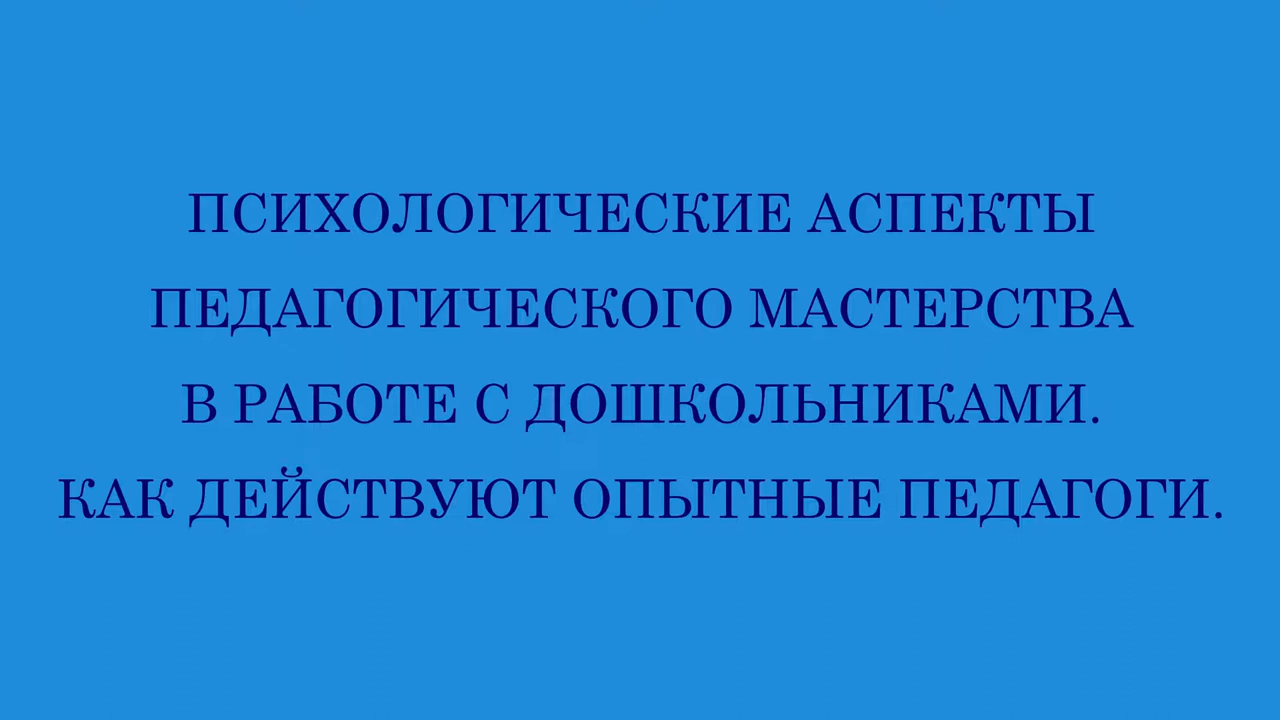 ПСИХОЛОГИЧЕСКИЕ АСПЕКТЫ
ПЕДАГОГИЧЕСКОГО МАСТЕРСТВА
В РАБОТЕ С ДОШКОЛЬНИКАМИ.
КАК ДЕЙСТВУЮТ ОПЫТНЫЕ ПЕДАГОГИ.